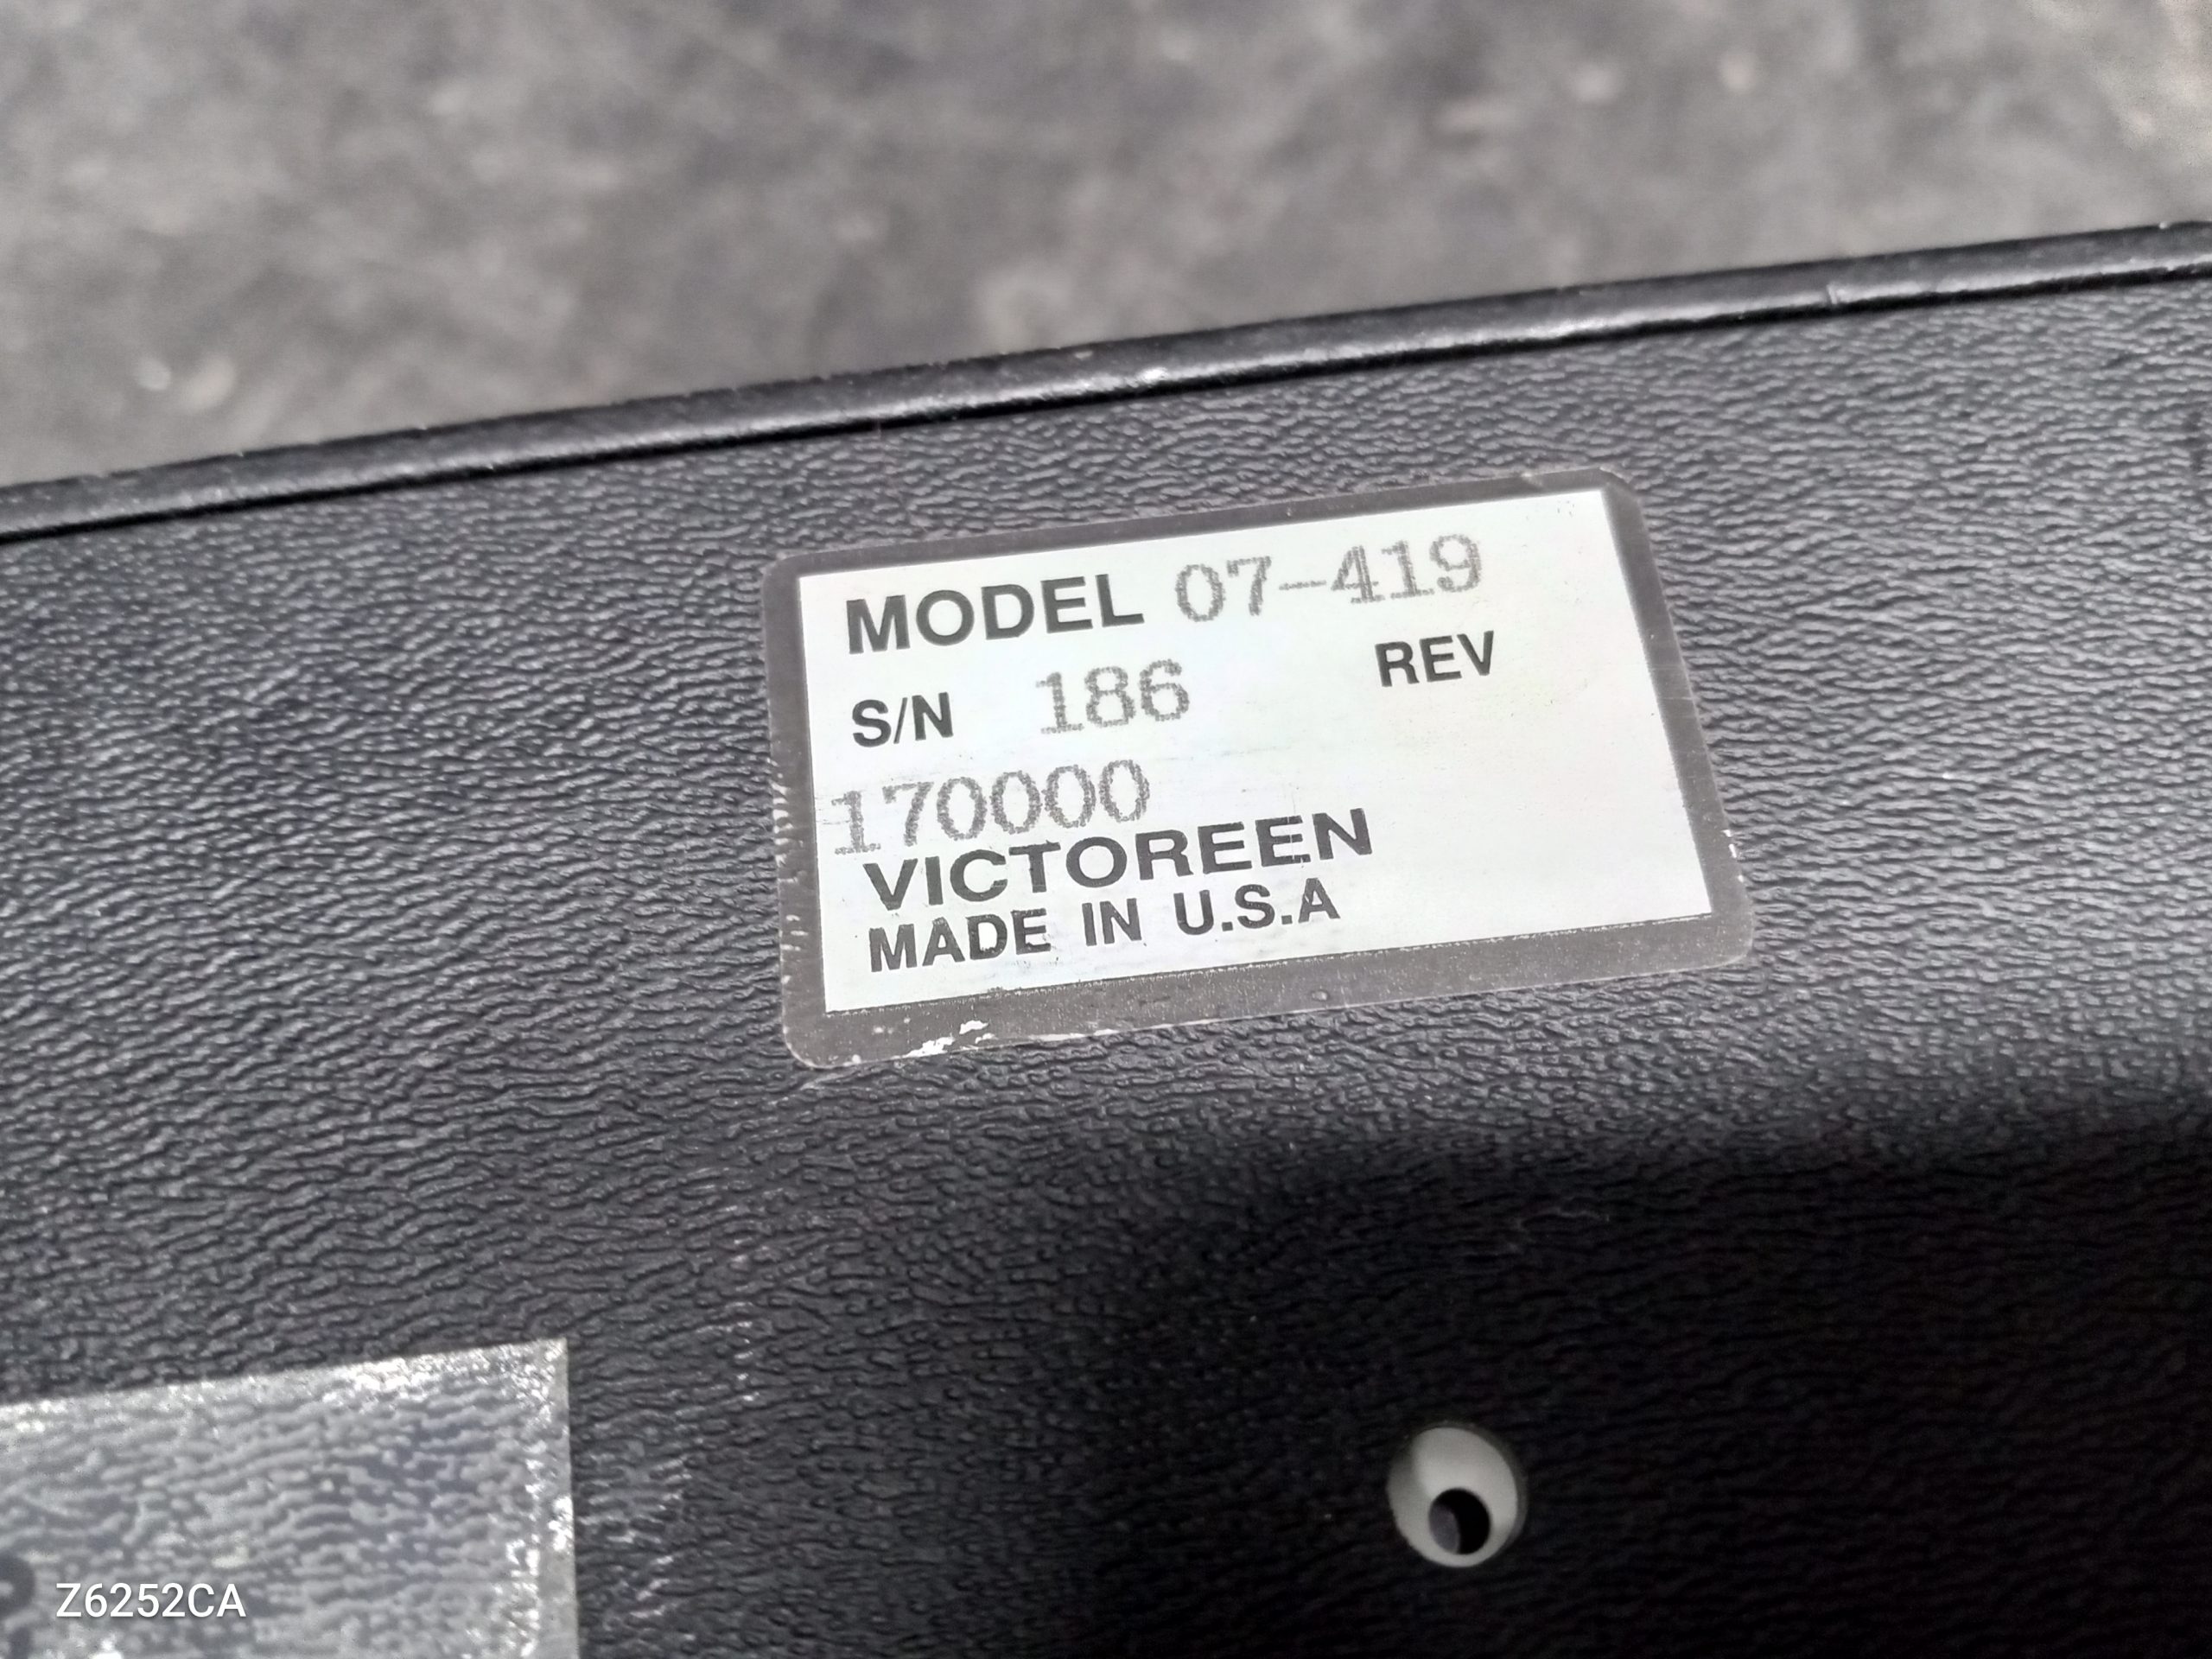 MODEL 07-419
S/N 186 REV
170000
VICTOREEN
MADE IN U.S.A
Z6252CA